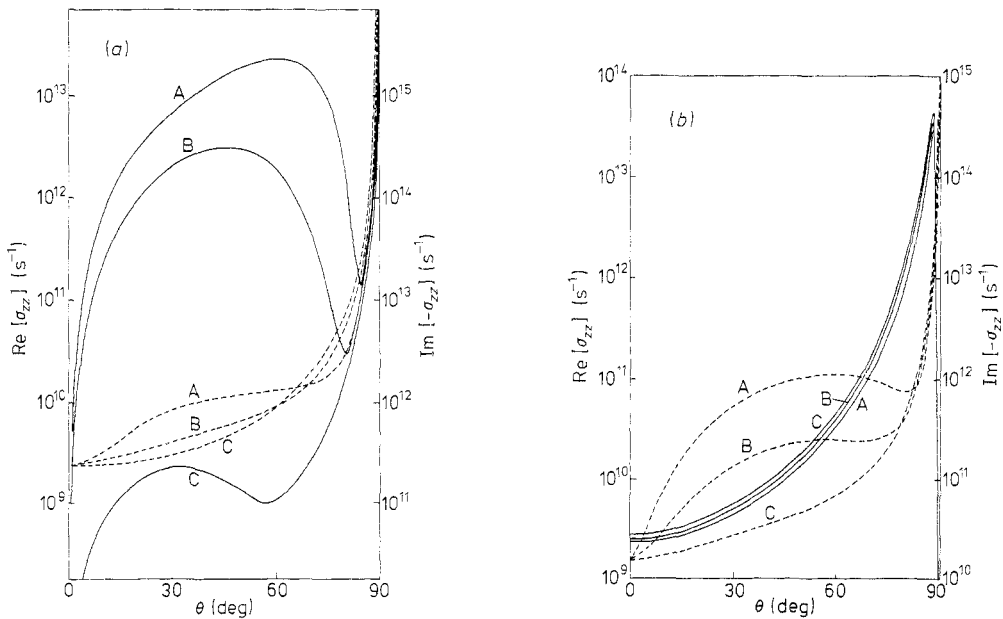 (a)
10¹³
10¹²
10¹¹
10¹⁰
10⁹
Re [σzz] (s⁻¹)
A
B
A
B
C
C
10¹⁵
10¹⁴
10¹³
10¹²
10¹¹
Im [-σzz] (s⁻¹)
0 30 60 90
θ (deg)
(b)
10¹⁴
10¹³
10¹²
10¹¹
10¹⁰
10⁹
Re [σzz] (s⁻¹)
A
B
C
A
B
C
10¹⁵
10¹⁴
10¹³
10¹²
10¹¹
10¹⁰
Im [-σzz] (s⁻¹)
0 30 60 90
θ (deg)